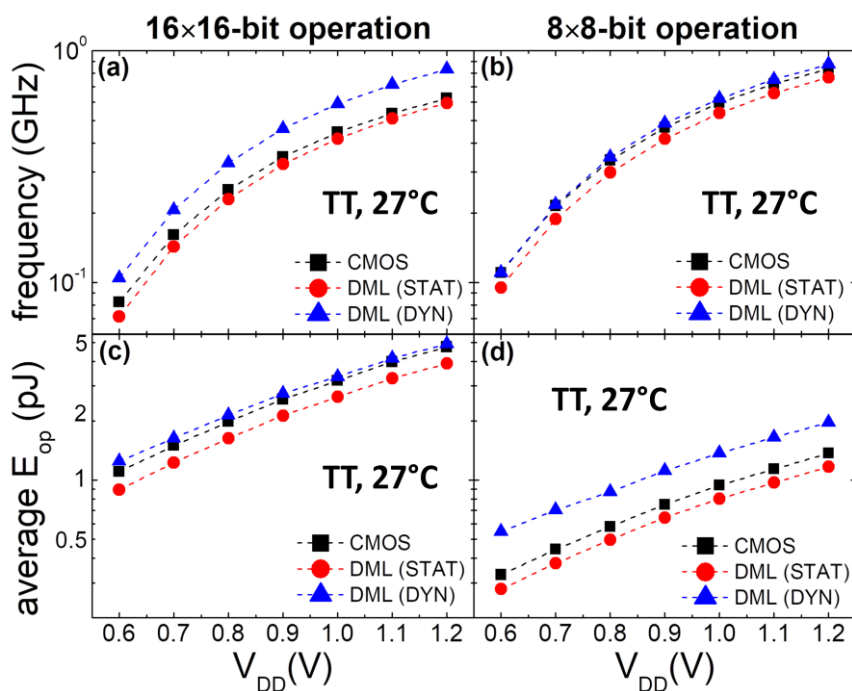 16×16-bit operation
8×8-bit operation
frequency (GHz)
10⁰
10⁻¹
(a)
TT, 27°C
CMOS
DML (STAT)
DML (DYN)
(b)
TT, 27°C
CMOS
DML (STAT)
DML (DYN)
average E_op (pJ)
5
2
1
0.5
(c)
TT, 27°C
CMOS
DML (STAT)
DML (DYN)
(d)
TT, 27°C
CMOS
DML (STAT)
DML (DYN)
0.6 0.7 0.8 0.9 1.0 1.1 1.2
0.6 0.7 0.8 0.9 1.0 1.1 1.2
V_DD(V)
V_DD(V)